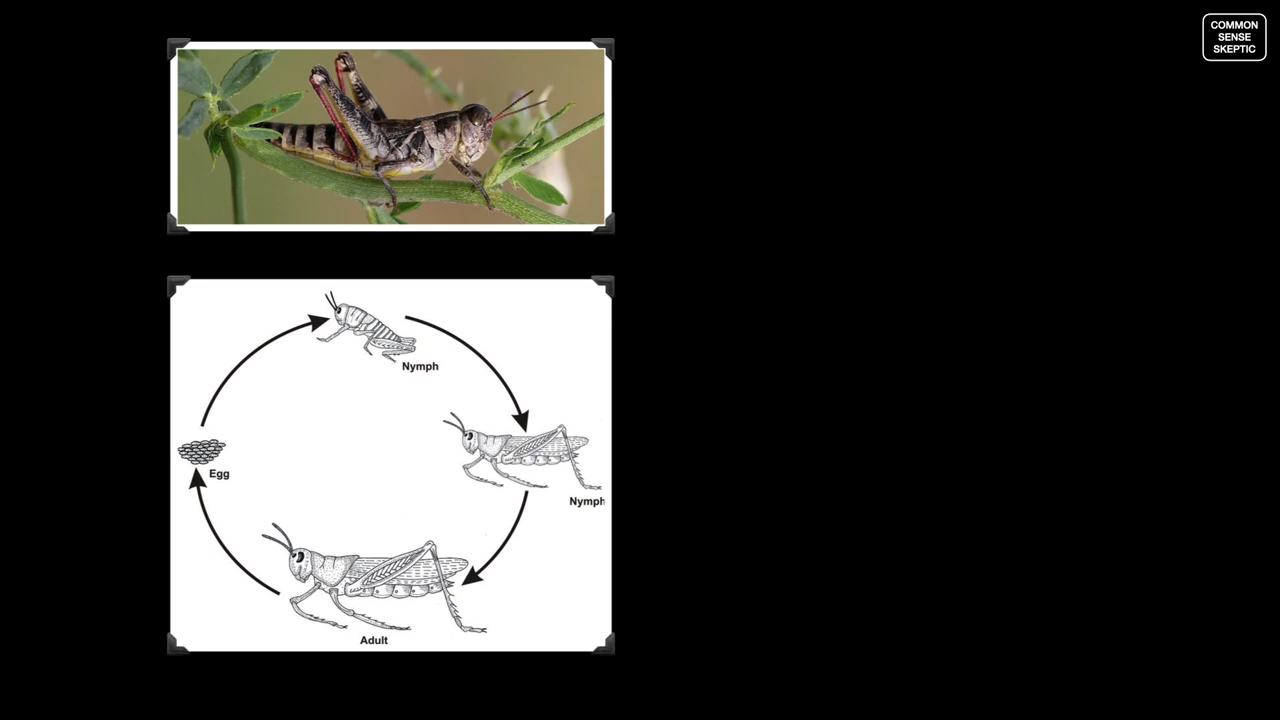 COMMON
SENSE
SKEPTIC
Nymph
Nymph
Egg
Adult